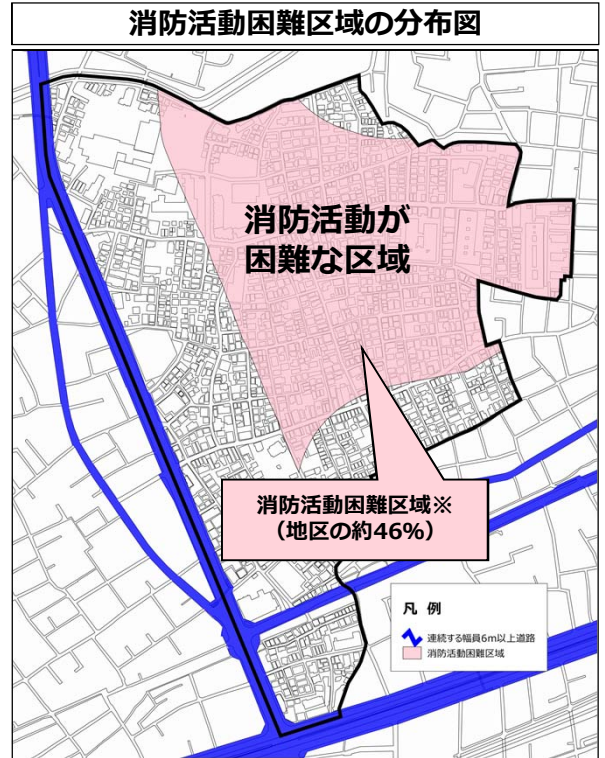 消防活動困難区域の分布図
消防活動が
困難な区域
消防活動困難区域※
（地区の約46%）
凡 例
連続する幅員6m以上道路
消防活動困難区域